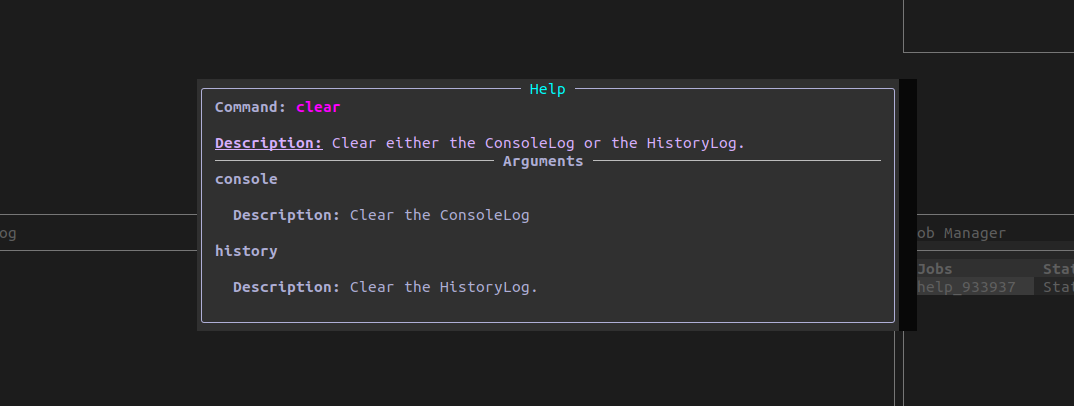 Help
Command: clear
Description: Clear either the ConsoleLog or the HistoryLog.
Arguments
console
Description: Clear the ConsoleLog
history
Description: Clear the HistoryLog.
og
ob Manager
Jobs Stat
help_933937 Stat